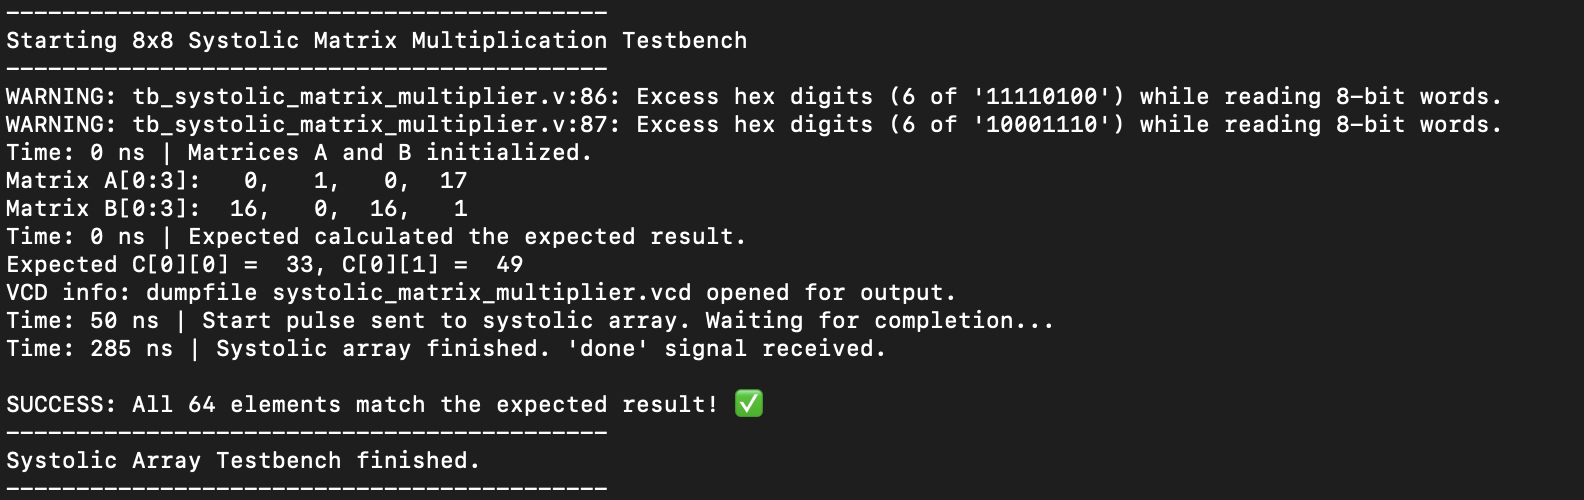 -------------------------------------------
Starting 8x8 Systolic Matrix Multiplication Testbench
-------------------------------------------
WARNING: tb_systolic_matrix_multiplier.v:86: Excess hex digits (6 of '11110100') while reading 8-bit words.
WARNING: tb_systolic_matrix_multiplier.v:87: Excess hex digits (6 of '10001110') while reading 8-bit words.
Time: 0 ns | Matrices A and B initialized.
Matrix A[0:3]:   0,   1,   0,  17
Matrix B[0:3]:  16,   0,  16,   1
Time: 0 ns | Expected calculated the expected result.
Expected C[0][0] =  33, C[0][1] =  49
VCD info: dumpfile systolic_matrix_multiplier.vcd opened for output.
Time: 50 ns | Start pulse sent to systolic array. Waiting for completion...
Time: 285 ns | Systolic array finished. 'done' signal received.
SUCCESS: All 64 elements match the expected result! ✅
-------------------------------------------
Systolic Array Testbench finished.
-------------------------------------------